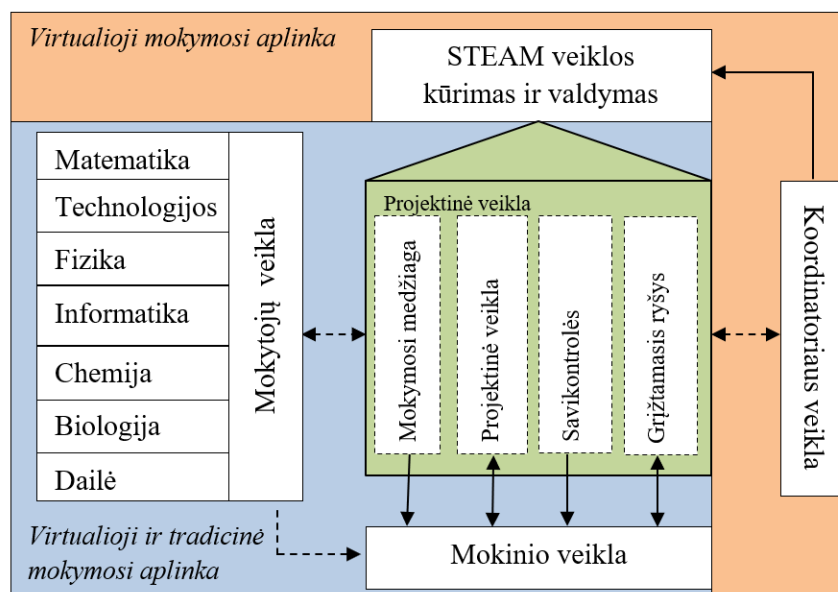 Virtualioji mokymosi aplinka
STEAM veiklos
kūrimas ir valdymas
Matematika
Technologijos
Fizika
Informatika
Chemija
Biologija
Dailė
Mokytojų veikla
Projektinė veikla
Mokymosi medžiaga
Projektinė veikla
Savikontrolės
Grįžtamasis ryšys
Koordinatoriaus veikla
Virtualioji ir tradicinė
mokymosi aplinka
Mokinio veikla